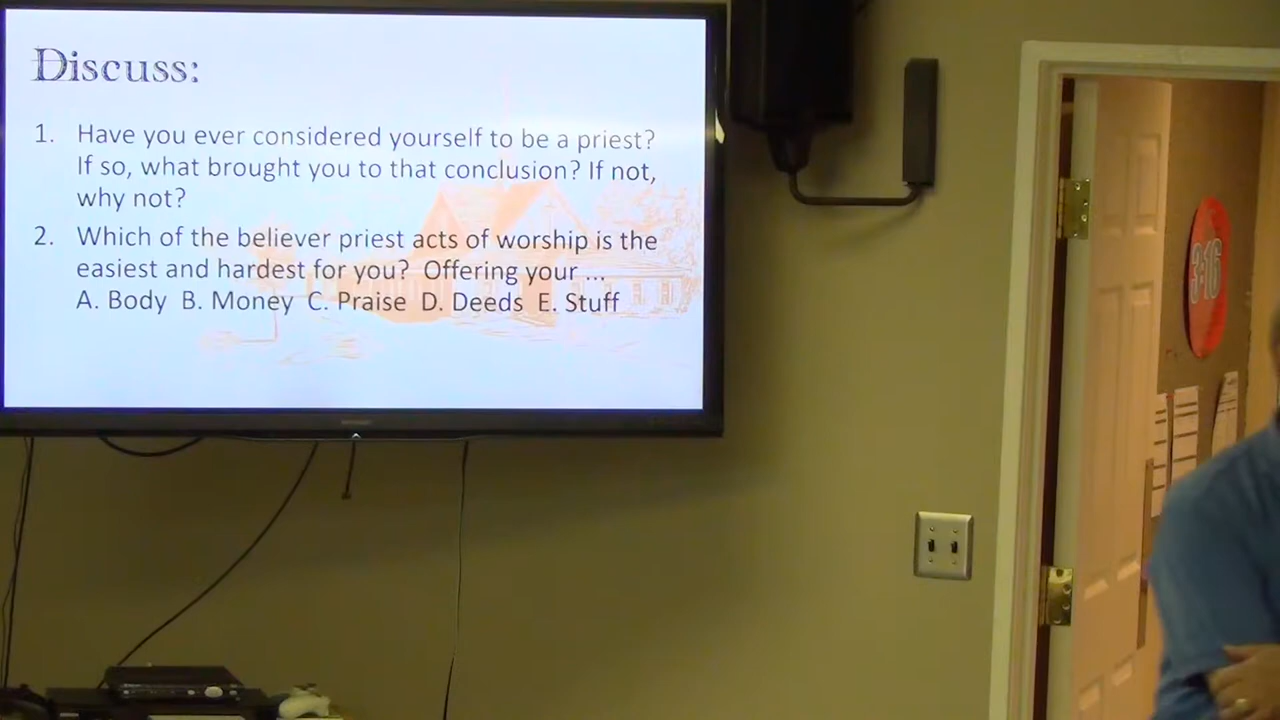 Discuss:
1. Have you ever considered yourself to be a priest?
If so, what brought you to that conclusion? If not,
why not?
2. Which of the believer priest acts of worship is the
easiest and hardest for you? Offering your ...
A. Body B. Money C. Praise D. Deeds E. Stuff
3:16